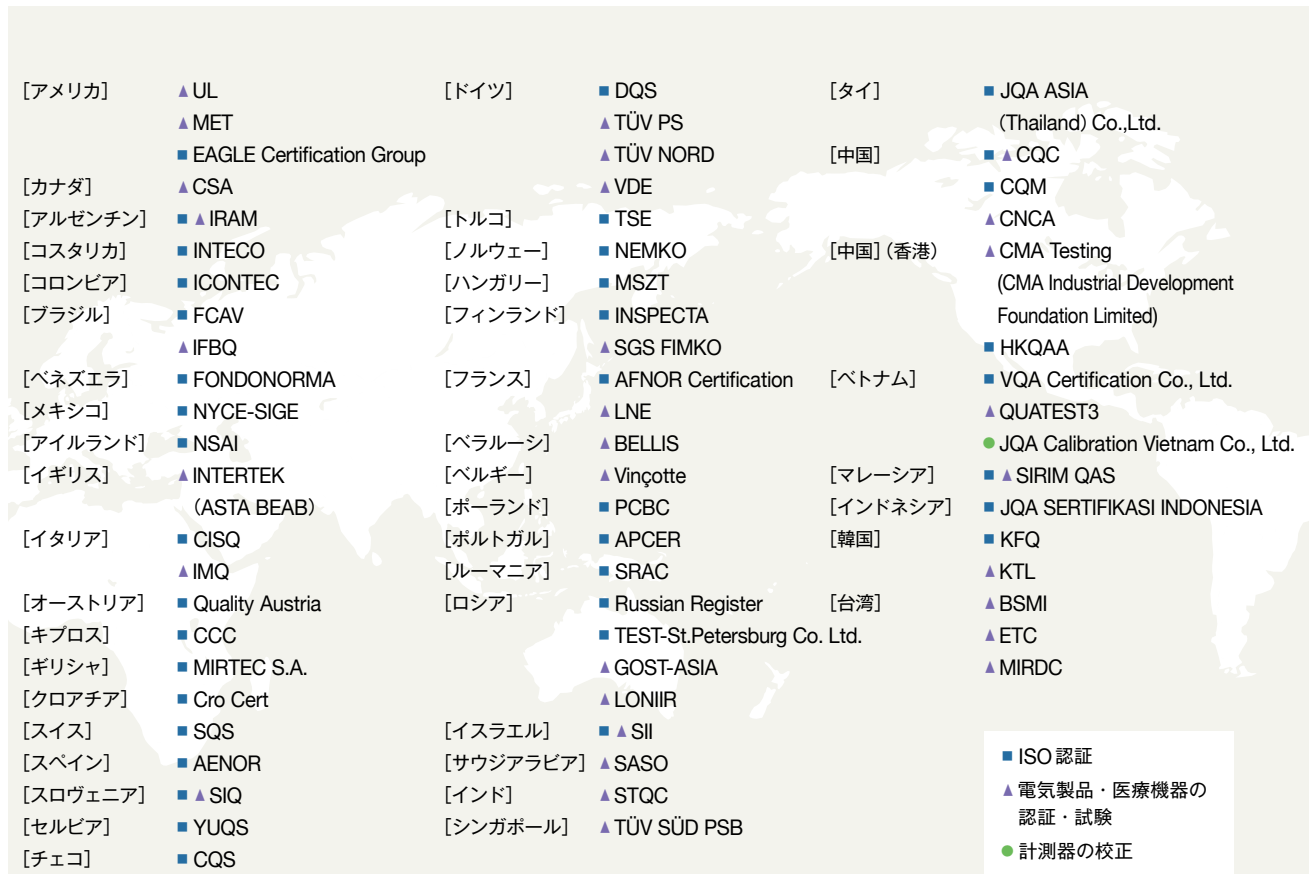 [アメリカ] ▲UL
▲MET
■EAGLE Certification Group
[カナダ] ▲CSA
[アルゼンチン] ■▲IRAM
[コスタリカ] ■INTECO
[コロンビア] ■ICONTEC
[ブラジル] ■FCAV
▲IFBQ
[ベネズエラ] ■FONDONORMA
[メキシコ] ■NYCE-SIGE
[アイルランド] ■NSAI
[イギリス] ▲INTERTEK
(ASTA BEAB)
[イタリア] ■CISQ
▲IMQ
[オーストリア] ■Quality Austria
[キプロス] ■CCC
[ギリシャ] ■MIRTEC S.A.
[クロアチア] ■Cro Cert
[スイス] ■SQS
[スペイン] ■AENOR
[スロヴェニア] ■▲SIQ
[セルビア] ■YUQS
[チェコ] ■CQS
[ドイツ] ■DQS
▲TÜV PS
▲TÜV NORD
▲VDE
[トルコ] ■TSE
[ノルウェー] ■NEMKO
[ハンガリー] ■MSZT
[フィンランド] ■INSPECTA
▲SGS FIMKO
[フランス] ■AFNOR Certification
▲LNE
[ベラルーシ] ▲BELLIS
[ベルギー] ▲Vinçotte
[ポーランド] ■PCBC
[ポルトガル] ■APCER
[ルーマニア] ■SRAC
[ロシア] ■Russian Register
■TEST-St.Petersburg Co. Ltd.
▲GOST-ASIA
▲LONIIR
[イスラエル] ■▲SII
[サウジアラビア] ▲SASO
[インド] ▲STQC
[シンガポール] ▲TÜV SÜD PSB
[タイ] ■JQA ASIA
(Thailand) Co.,Ltd.
[中国] ■▲CQC
■CQM
▲CNCA
[中国](香港) ▲CMA Testing
(CMA Industrial Development
Foundation Limited)
■HKQAA
[ベトナム] ■VQA Certification Co., Ltd.
▲QUATEST3
●JQA Calibration Vietnam Co., Ltd.
[マレーシア] ■▲SIRIM QAS
[インドネシア] ■JQA SERTIFIKASI INDONESIA
[韓国] ■KFQ
▲KTL
[台湾] ▲BSMI
▲ETC
▲MIRDC
■ISO認証
▲電気製品・医療機器の
認証・試験
●計測器の校正